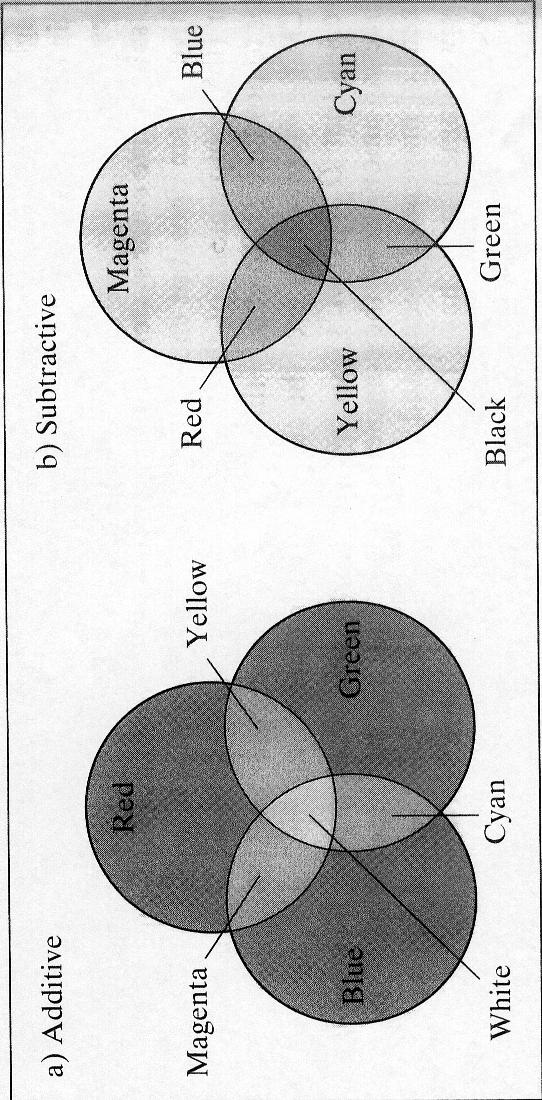 a) Additive
Red
Magenta
Yellow
Blue
Green
White
Cyan
b) Subtractive
Magenta
Red
Blue
Yellow
Cyan
Black
Green